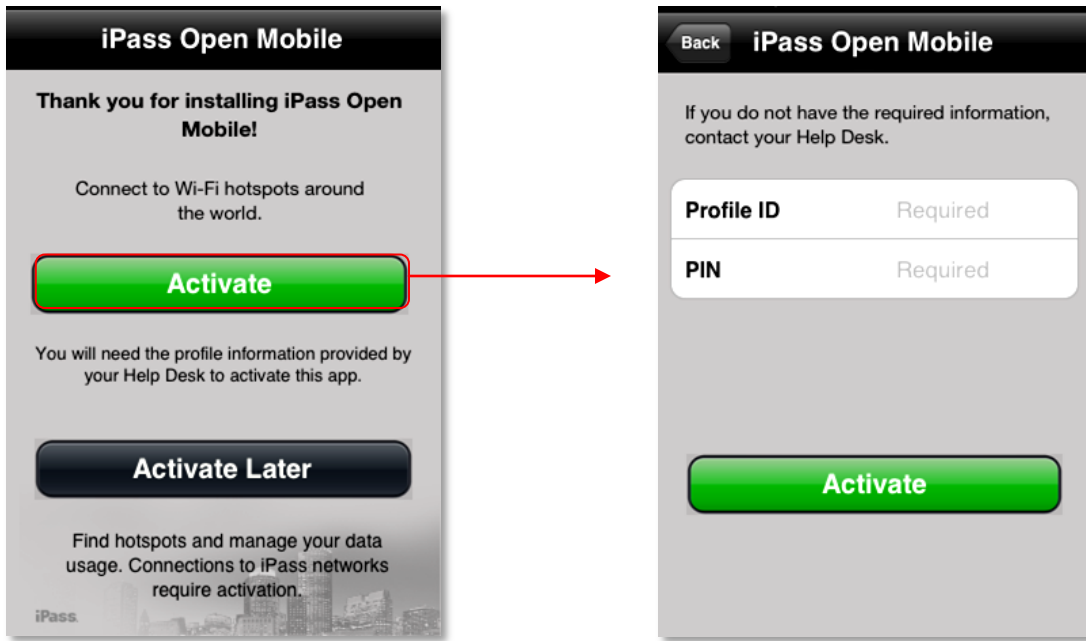 iPass Open Mobile
Thank you for installing iPass Open
Mobile!
Connect to Wi-Fi hotspots around
the world.
Activate
You will need the profile information provided by
your Help Desk to activate this app.
Activate Later
Find hotspots and manage your data
usage. Connections to iPass networks
require activation.
iPass
Back
iPass Open Mobile
If you do not have the required information,
contact your Help Desk.
Profile ID Required
PIN Required
Activate